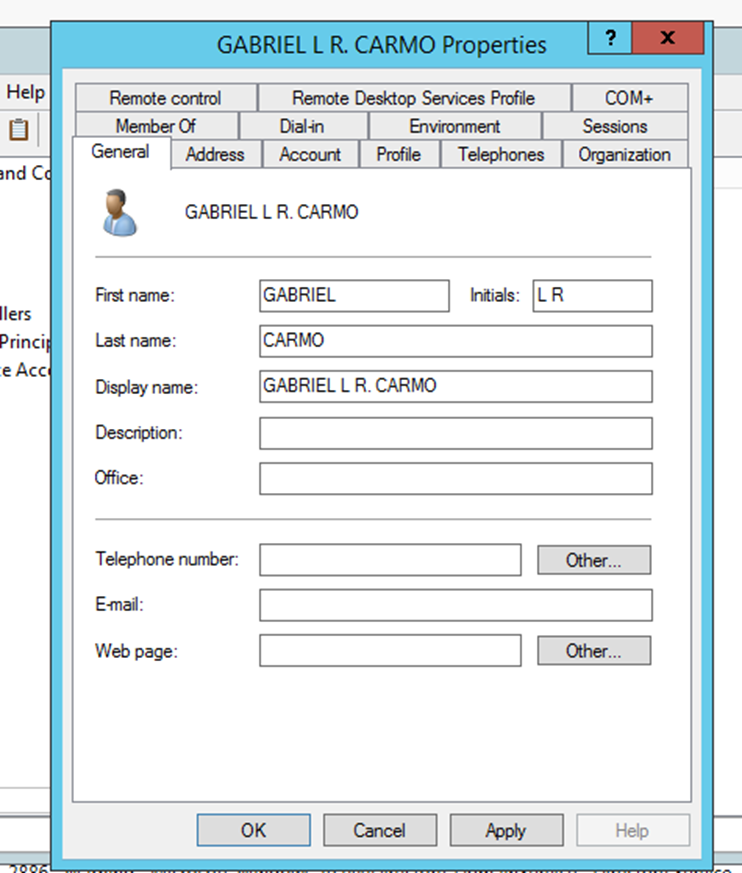 GABRIEL L R. CARMO Properties
?
x
Help
Remote control Remote Desktop Services Profile COM+
Member Of Dial-in Environment Sessions
General Address Account Profile Telephones Organization
and Co
GABRIEL L R. CARMO
First name: GABRIEL Initials: L R
llers
Last name: CARMO
Princip
e Acce
Display name: GABRIEL L R. CARMO
Description:
Office:
Telephone number: Other...
E-mail:
Web page: Other...
OK Cancel Apply Help